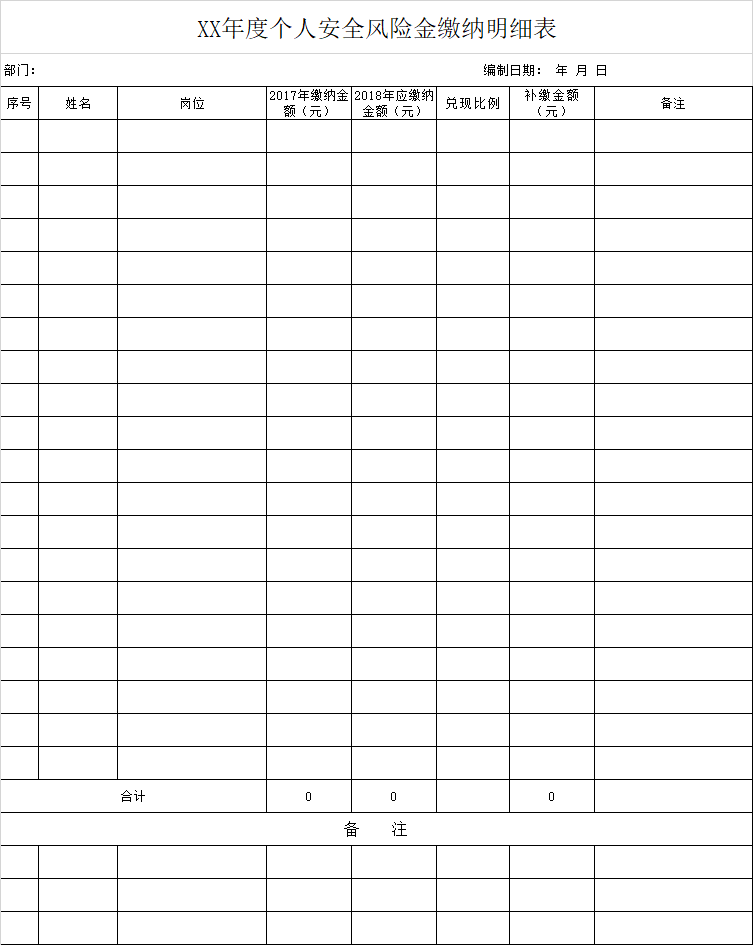 XX年度个人安全风险金缴纳明细表
部门： 编制日期： 年 月 日
序号 姓名 岗位 2017年缴纳金额（元） 2018年应缴纳金额（元） 兑现比例 补缴金额（元） 备注
合计 0 0 0
备 注